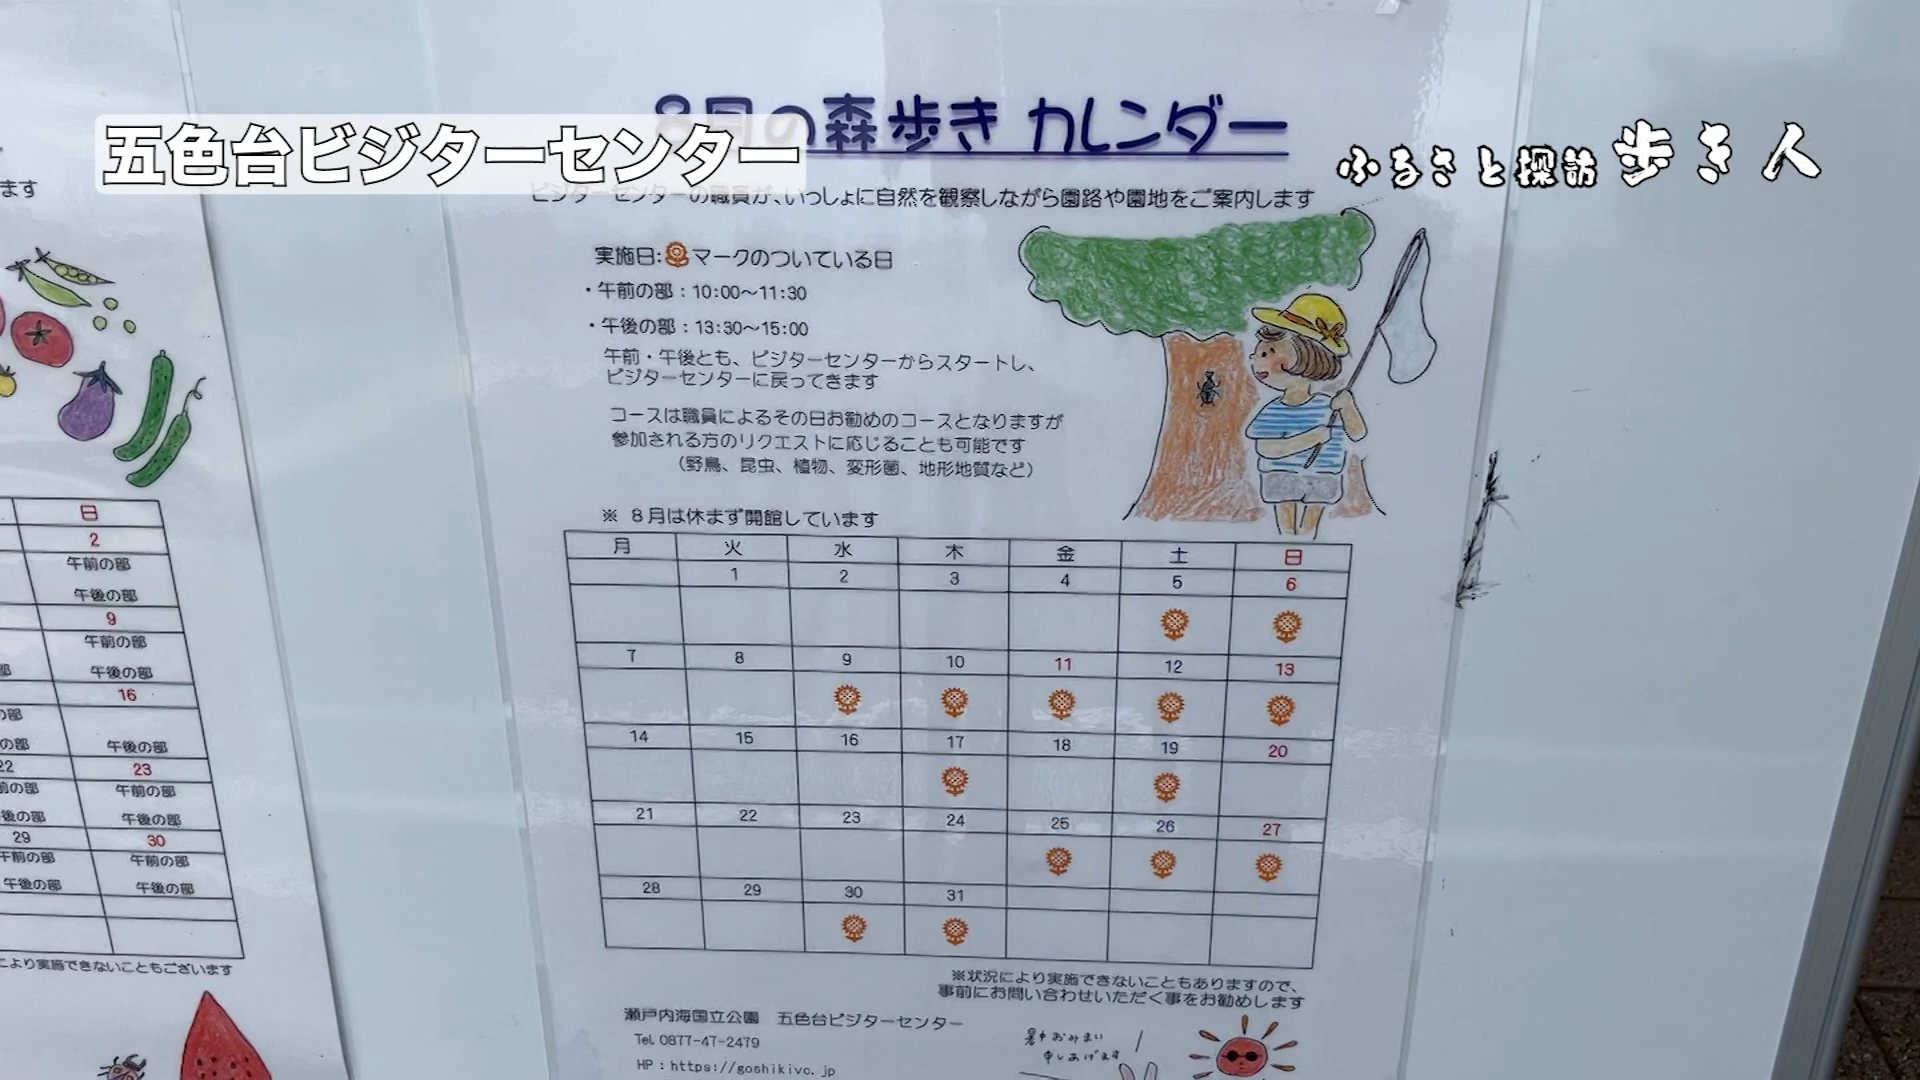 五色台ビジターセンター
ふるさと探訪 歩き人
8月の森歩き カレンダー
ビジターセンターの職員が、いっしょに自然を観察しながら園路や園地をご案内します
実施日: マークのついている日
・午前の部:10:00～11:30
・午後の部:13:30～15:00
午前・午後とも、ビジターセンターからスタートし、
ビジターセンターに戻ってきます
コースは職員によるその日お勧めのコースとなりますが
参加される方のリクエストに応じることも可能です
(野鳥、昆虫、植物、変形菌、地形地質など)
※ 8月は休まず開館しています
月 火 水 木 金 土 日
1 2 3 4 5 6
7 8 9 10 11 12 13
14 15 16 17 18 19 20
21 22 23 24 25 26 27
28 29 30 31
※状況により実施できないこともありますので、
事前にお問い合わせいただく事をお勧めします
瀬戸内海国立公園 五色台ビジターセンター
Tel 0877-47-2479
HP:https://goshikivc.jp
暑中おみまい
申しあげます
ます
日
2
午前の部
午後の部
9
午前の部
午後の部
16
の部
の部 午後の部
22 23
前の部 午前の部
後の部 午後の部
29 30
午前の部 午前の部
午後の部 午後の部
により実施できないこともございます